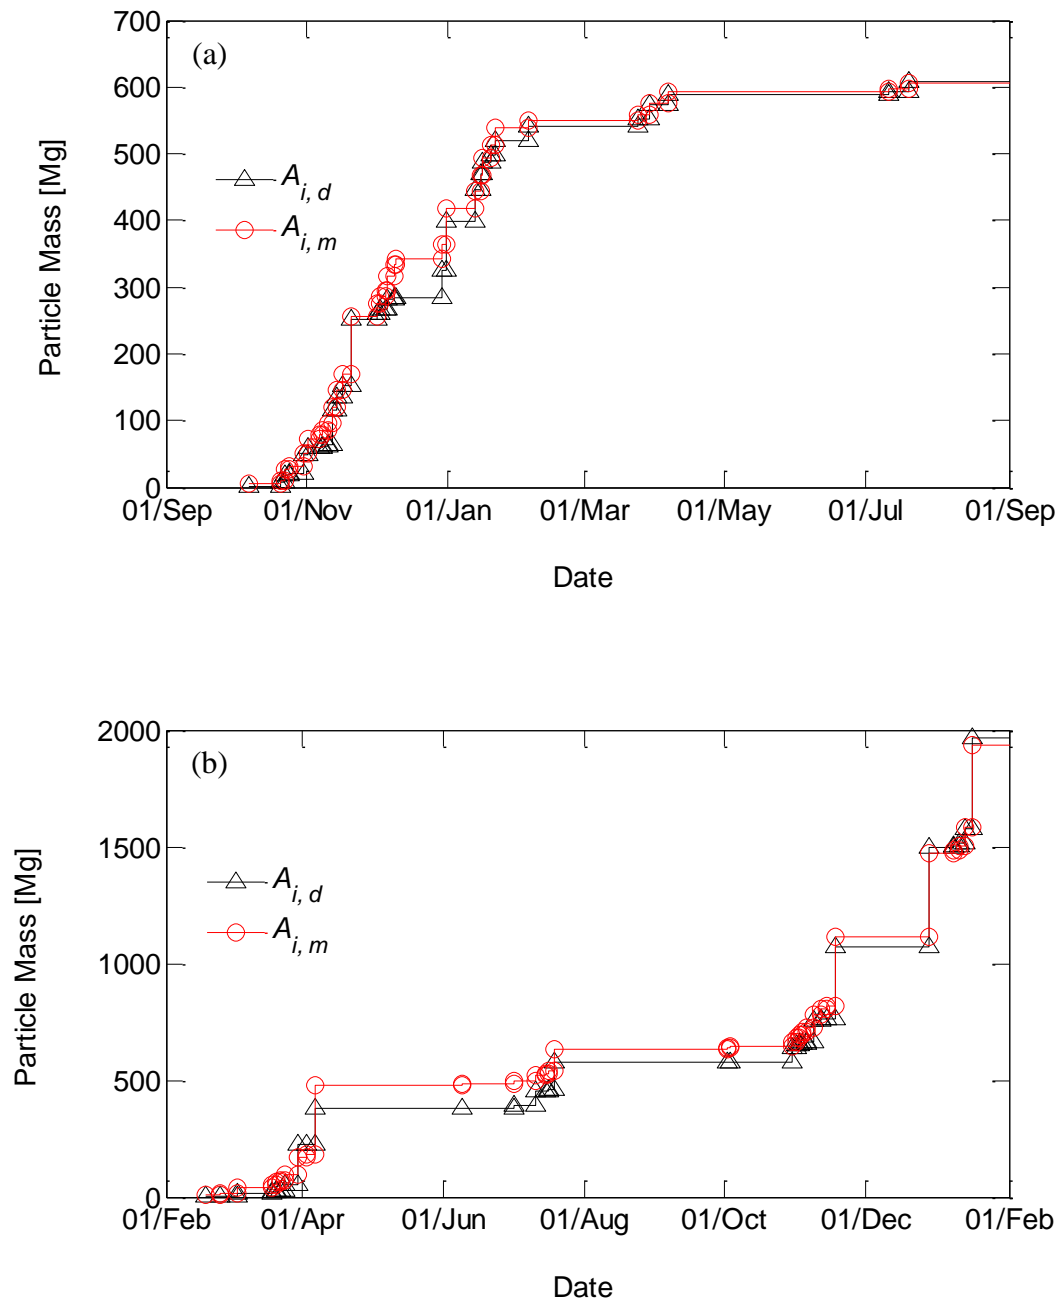 700
(a)
600
500
A_{i, d}
400
A_{i, m}
300
200
100
0
Particle Mass [Mg]
01/Sep 01/Nov 01/Jan 01/Mar 01/May 01/Jul 01/Sep
Date
2000
(b)
1500
A_{i, d}
A_{i, m}
1000
500
0
Particle Mass [Mg]
01/Feb 01/Apr 01/Jun 01/Aug 01/Oct 01/Dec 01/Feb
Date